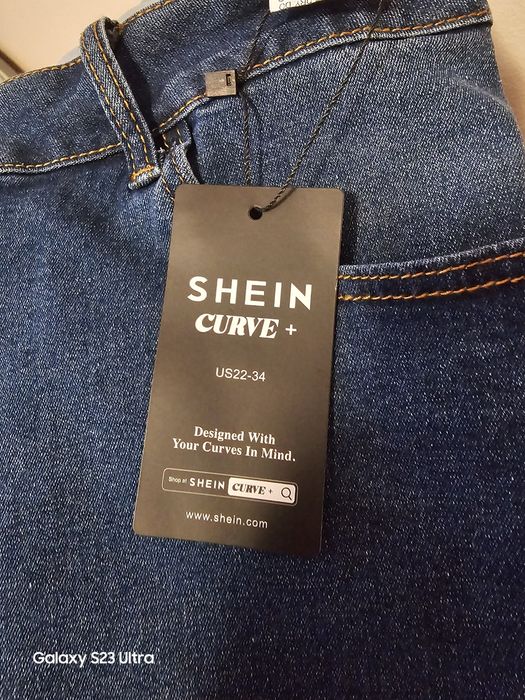 SHEIN
CURVE +
US22-34
Designed With
Your Curves In Mind.
Shop at SHEIN CURVE +
www.shein.com
Galaxy S23 Ultra